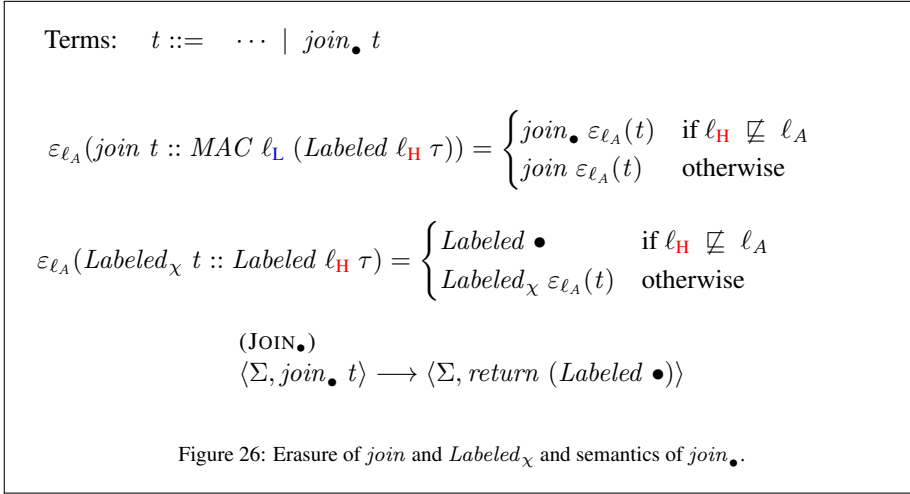 Terms: t ::= ⋯ | join● t
εℓA(join t :: MAC ℓL (Labeled ℓH τ)) = { join● εℓA(t) if ℓH ⋢ ℓA
join εℓA(t) otherwise
εℓA(Labeledχ t :: Labeled ℓH τ) = { Labeled ● if ℓH ⋢ ℓA
Labeledχ εℓA(t) otherwise
(JOIN●)
⟨Σ, join● t⟩ ⟶ ⟨Σ, return (Labeled ●)⟩
Figure 26: Erasure of join and Labeledχ and semantics of join●.